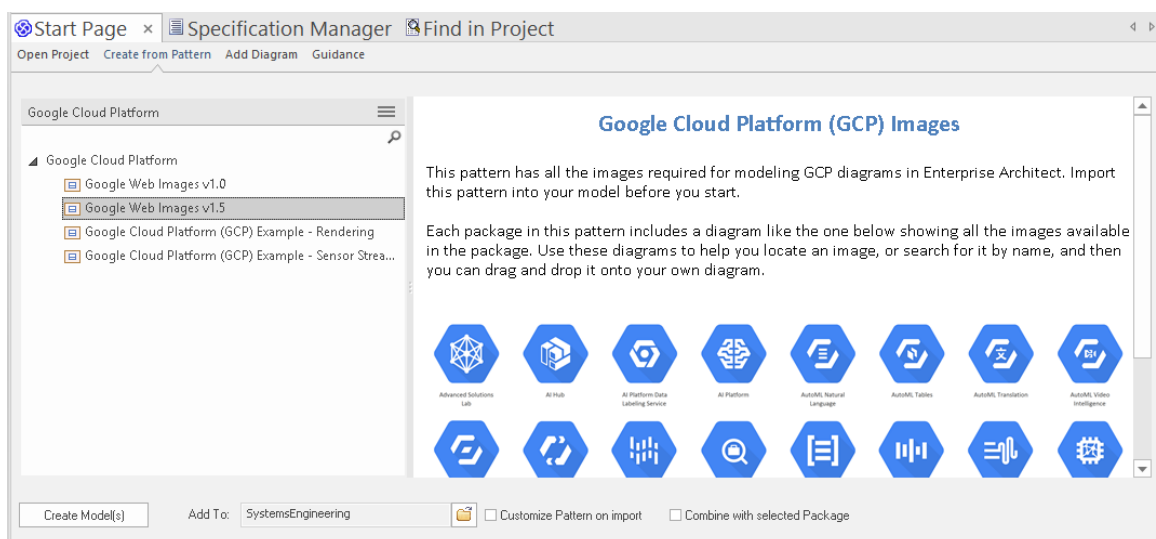 Start Page × Specification Manager Find in Project
Open Project Create from Pattern Add Diagram Guidance
Google Cloud Platform
Google Cloud Platform
Google Web Images v1.0
Google Web Images v1.5
Google Cloud Platform (GCP) Example - Rendering
Google Cloud Platform (GCP) Example - Sensor Strea...
Google Cloud Platform (GCP) Images
This pattern has all the images required for modeling GCP diagrams in Enterprise Architect. Import
this pattern into your model before you start.
Each package in this pattern includes a diagram like the one below showing all the images available
in the package. Use these diagrams to help you locate an image, or search for it by name, and then
you can drag and drop it onto your own diagram.
Advanced Solutions
Lab
AI Hub
AI Platform Data
Labeling Service
AI Platform
AutoML Natural
Language
AutoML Tables
AutoML Translation
AutoML Video
Intelligence
Create Model(s) Add To: SystemsEngineering Customize Pattern on import Combine with selected Package